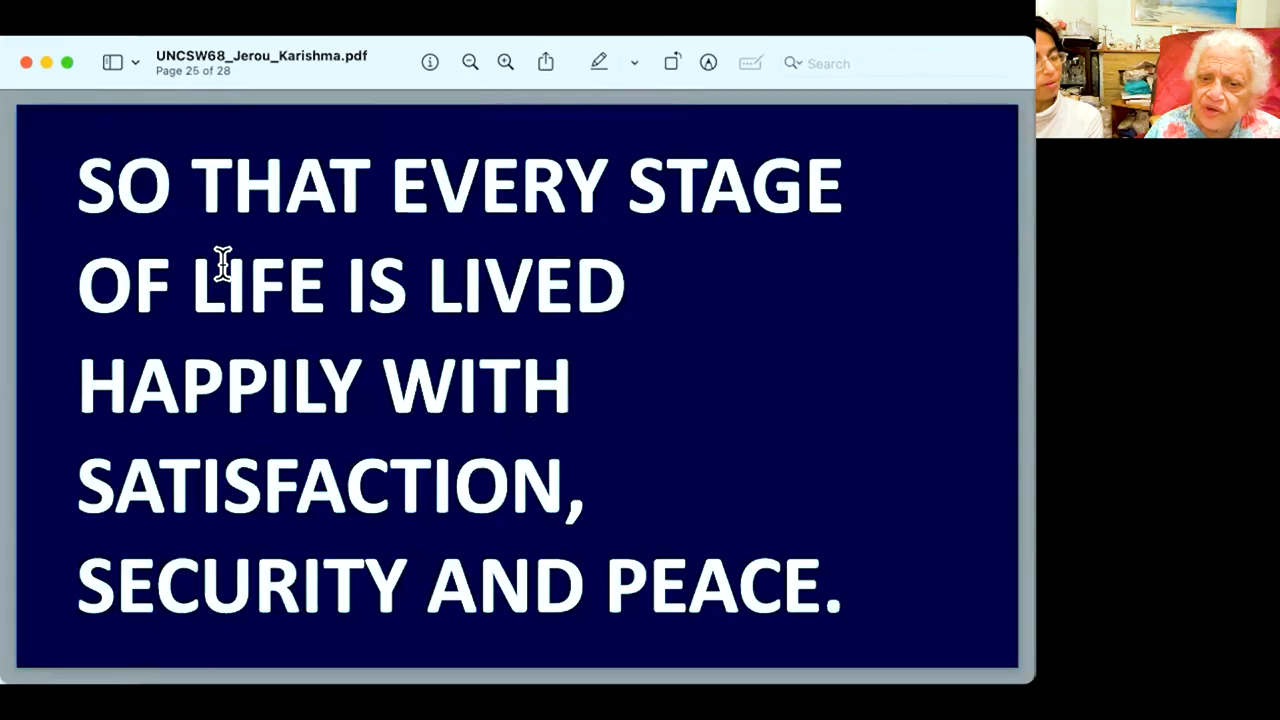 UNCSW68_Jerou_Karishma.pdf
Page 25 of 28
Search
SO THAT EVERY STAGE
OF LIFE IS LIVED
HAPPILY WITH
SATISFACTION,
SECURITY AND PEACE.